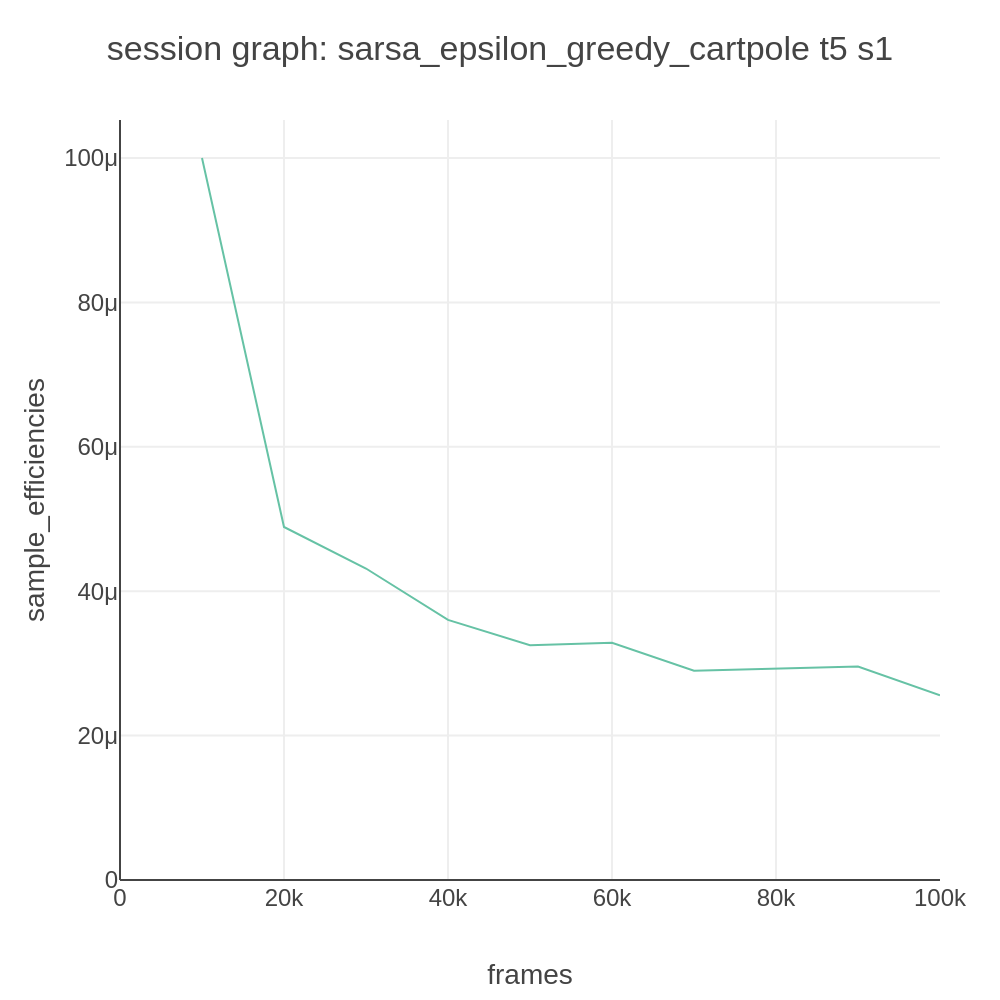 session graph: sarsa_epsilon_greedy_cartpole t5 s1
sample_efficiencies
100μ
80μ
60μ
40μ
20μ
0
0
20k
40k
60k
80k
100k
frames